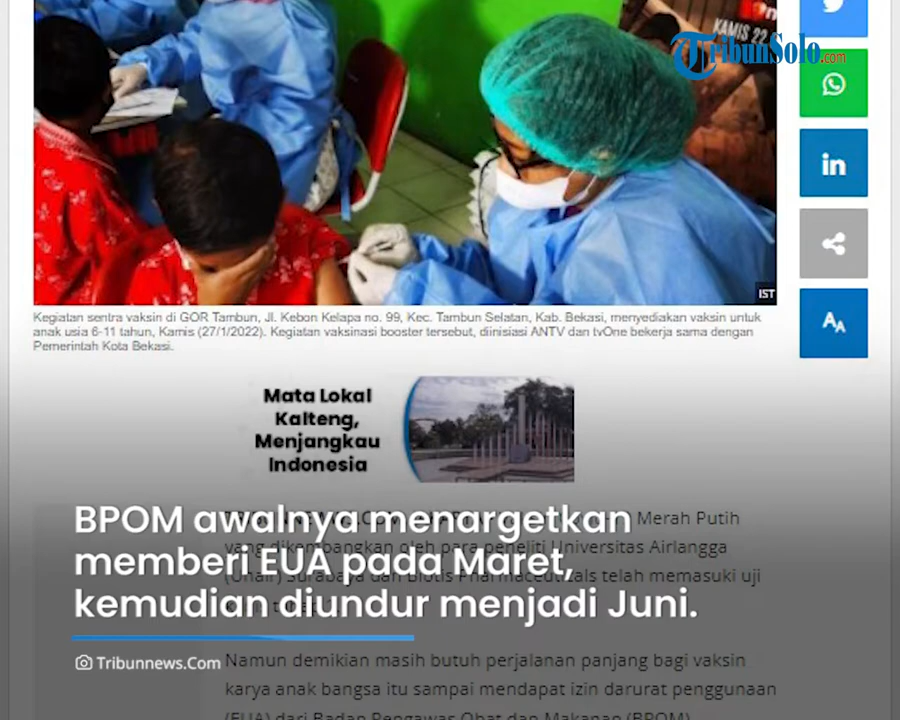 KAMIS 22
TribunSolo.com
in
IST
AA
Kegiatan sentra vaksin di GOR Tambun, Jl. Kebon Kelapa no. 99, Kec. Tambun Selatan, Kab. Bekasi, menyediakan vaksin untuk
anak usia 6-11 tahun, Kamis (27/1/2022). Kegiatan vaksinasi booster tersebut, diinisiasi ANTV dan tvOne bekerja sama dengan
Pemerintah Kota Bekasi.
Mata Lokal
Kalteng,
Menjangkau
Indonesia
BPOM awalnya menargetkan
memberi EUA pada Maret,
kemudian diundur menjadi Juni.
Tribunnews.Com
Merah Putih
yang dikembangkan oleh para peneliti Universitas Airlangga
(Unair) Surabaya dan Biotis Pharmaceuticals telah memasuki uji
Namun demikian masih butuh perjalanan panjang bagi vaksin
karya anak bangsa itu sampai mendapat izin darurat penggunaan
(EUA) dari Badan Pengawas Obat dan Makanan (BPOM)